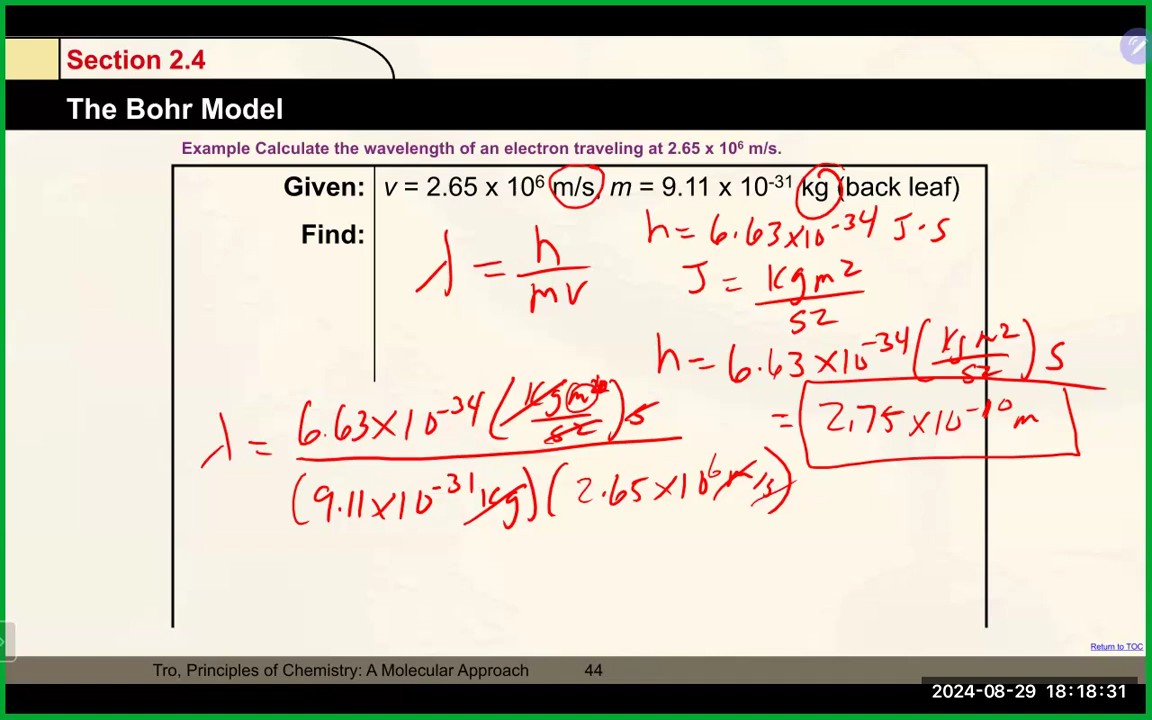 Section 2.4
The Bohr Model
Example Calculate the wavelength of an electron traveling at 2.65 x 10⁶ m/s.
Given: v = 2.65 x 10⁶ m/s, m = 9.11 x 10⁻³¹ kg (back leaf)
Find:
λ = h / mv
h = 6.63x10⁻³⁴ J·s
J = kgm² / s²
h = 6.63x10⁻³⁴ (kgm² / s²) s
λ = 6.63x10⁻³⁴ (kgm² / s²) s / (9.11x10⁻³¹ kg)(2.65x10⁶ m/s)
= 2.75x10⁻¹⁰ m
Return to TOC
Tro, Principles of Chemistry: A Molecular Approach 44
2024-08-29 18:18:31